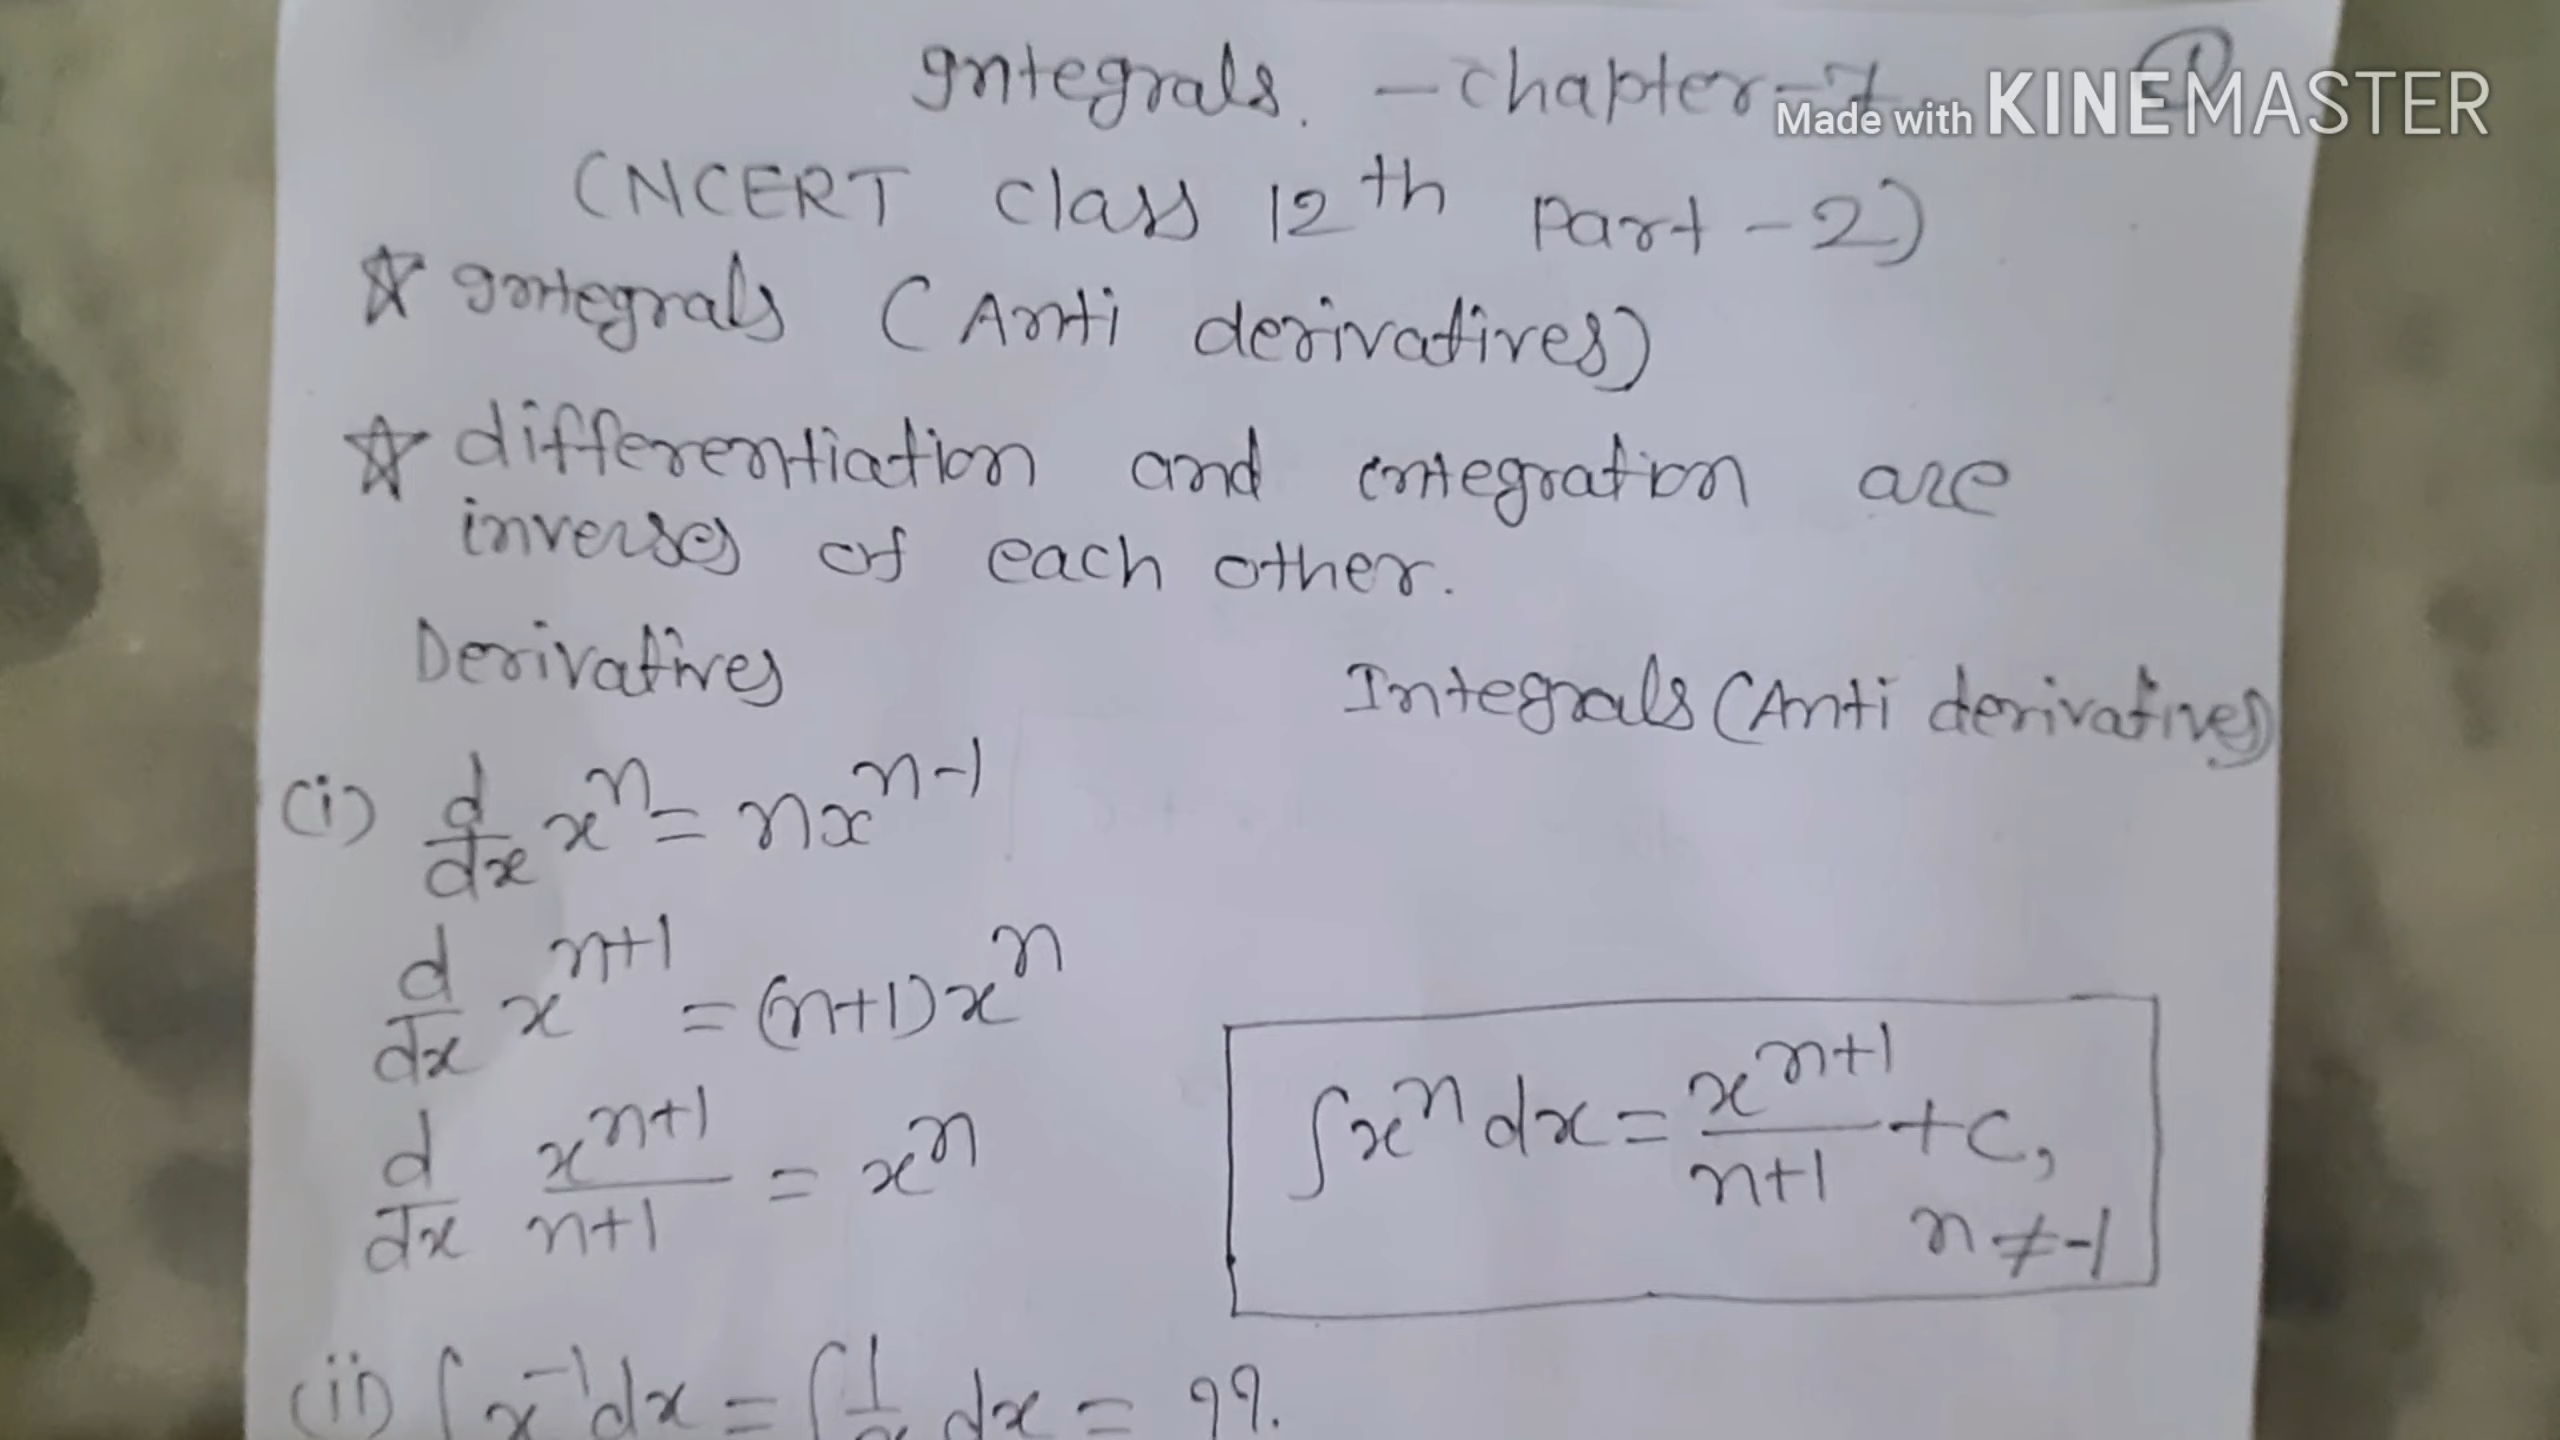 Integrals. - Chapter-7 1
Made with KINEMASTER
(NCERT Class 12th Part-2)
☆ Integrals (Anti derivatives)
☆ differentiation and integration are
inverses of each other.
Derivatives Integrals (Anti derivatives)
(i) d/dx x^n = nx^(n-1)
d/dx x^(n+1) = (n+1)x^n
d/dx x^(n+1)/(n+1) = x^n
∫x^n dx = x^(n+1)/(n+1) + c,
n ≠ -1
(ii) ∫x^-1 dx = ∫1/x dx = ??.